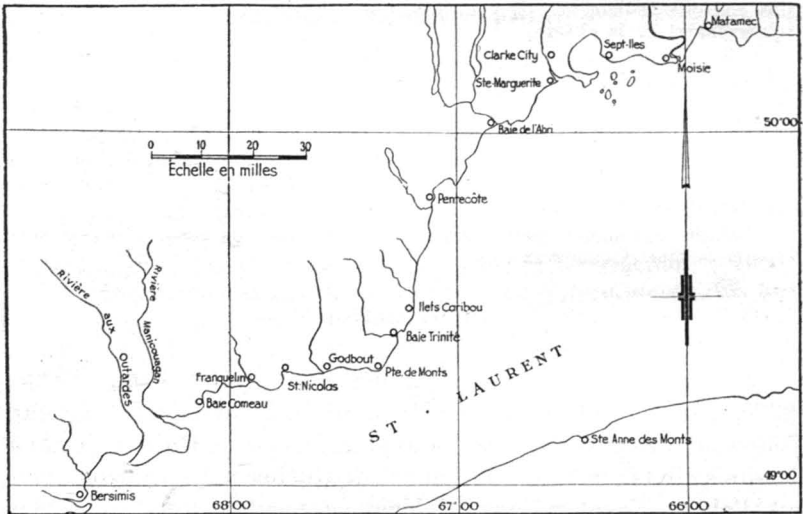 Matamec
Clarke City
Sept-Iles
Moisie
Ste-Marguerite
50°00
Baie de l'Abri
0 10 20 30
Echelle en milles
Pentecôte
Rivière
aux
Outardes
Rivière
Manicouagan
Ilets Caribou
Baie Trinité
Godbout
Pte. de Monts
Franquelin
St. Nicolas
Baie Comeau
ST. LAURENT
Ste Anne des Monts
Bersimis
49°00
68°00
67°00
66°00